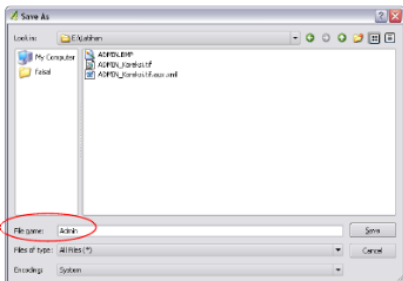 Save As
Look in: E:\latihan
My Computer
Faisal
ADMIN.BMP
ADMIN_Koreksi.tif
ADMIN_Koreksi.tif.aux.xml
File name: Admin
Save
Files of type: All Files (*)
Cancel
Encoding: System